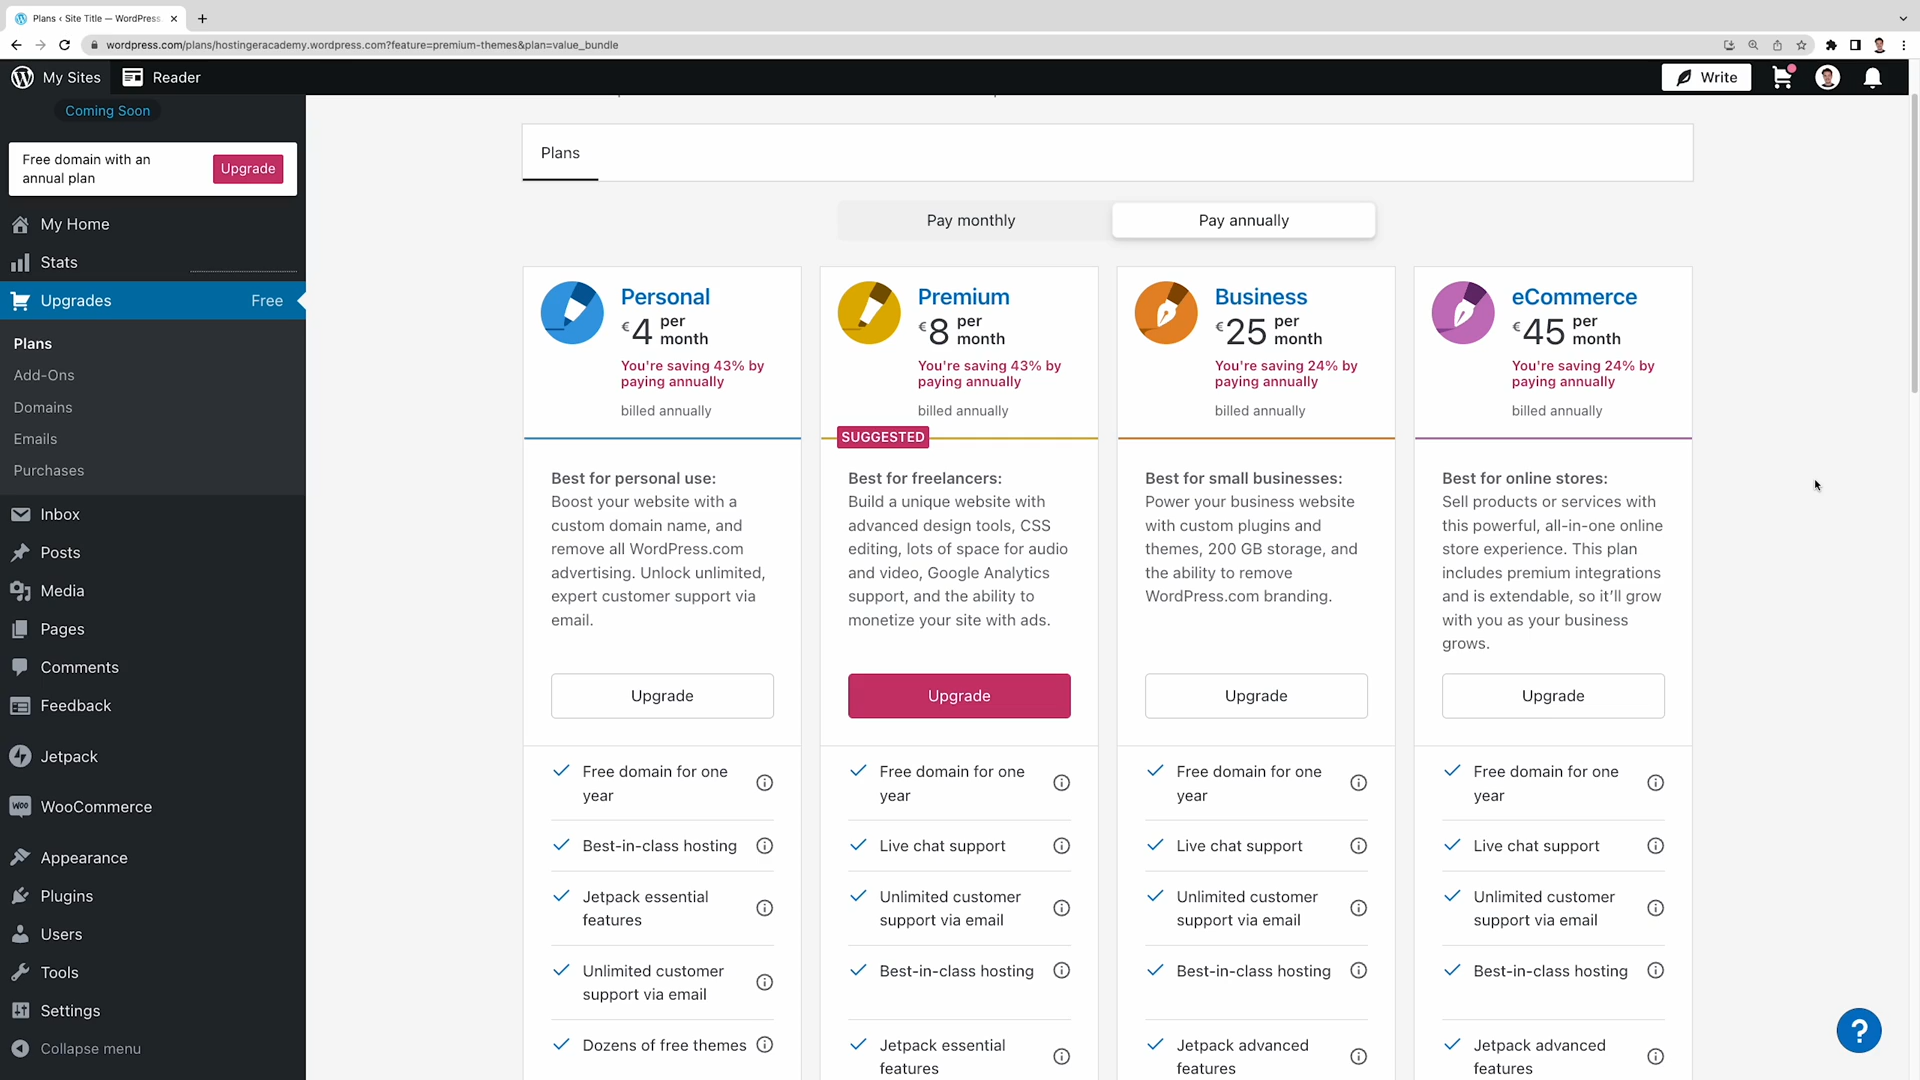 Plans ‹ Site Title — WordPress.
wordpress.com/plans/hostingeracademy.wordpress.com?feature=premium-themes&plan=value_bundle
My Sites
Reader
Write
Coming Soon
Free domain with an
annual plan
Upgrade
My Home
Stats
Upgrades
Free
Plans
Add-Ons
Domains
Emails
Purchases
Inbox
Posts
Media
Pages
Comments
Feedback
Jetpack
WOO
WooCommerce
Appearance
Plugins
Users
Tools
Settings
Collapse menu
Plans
Pay monthly
Pay annually
Personal
€4 per
month
You're saving 43% by
paying annually
billed annually
Best for personal use:
Boost your website with a
custom domain name, and
remove all WordPress.com
advertising. Unlock unlimited,
expert customer support via
email.
Upgrade
Free domain for one
year
Best-in-class hosting
Jetpack essential
features
Unlimited customer
support via email
Dozens of free themes
Premium
€8 per
month
You're saving 43% by
paying annually
billed annually
SUGGESTED
Best for freelancers:
Build a unique website with
advanced design tools, CSS
editing, lots of space for audio
and video, Google Analytics
support, and the ability to
monetize your site with ads.
Upgrade
Free domain for one
year
Live chat support
Unlimited customer
support via email
Best-in-class hosting
Jetpack essential
features
Business
€25 per
month
You're saving 24% by
paying annually
billed annually
Best for small businesses:
Power your business website
with custom plugins and
themes, 200 GB storage, and
the ability to remove
WordPress.com branding.
Upgrade
Free domain for one
year
Live chat support
Unlimited customer
support via email
Best-in-class hosting
Jetpack advanced
features
eCommerce
€45 per
month
You're saving 24% by
paying annually
billed annually
Best for online stores:
Sell products or services with
this powerful, all-in-one online
store experience. This plan
includes premium integrations
and is extendable, so it’ll grow
with you as your business
grows.
Upgrade
Free domain for one
year
Live chat support
Unlimited customer
support via email
Best-in-class hosting
Jetpack advanced
features
?